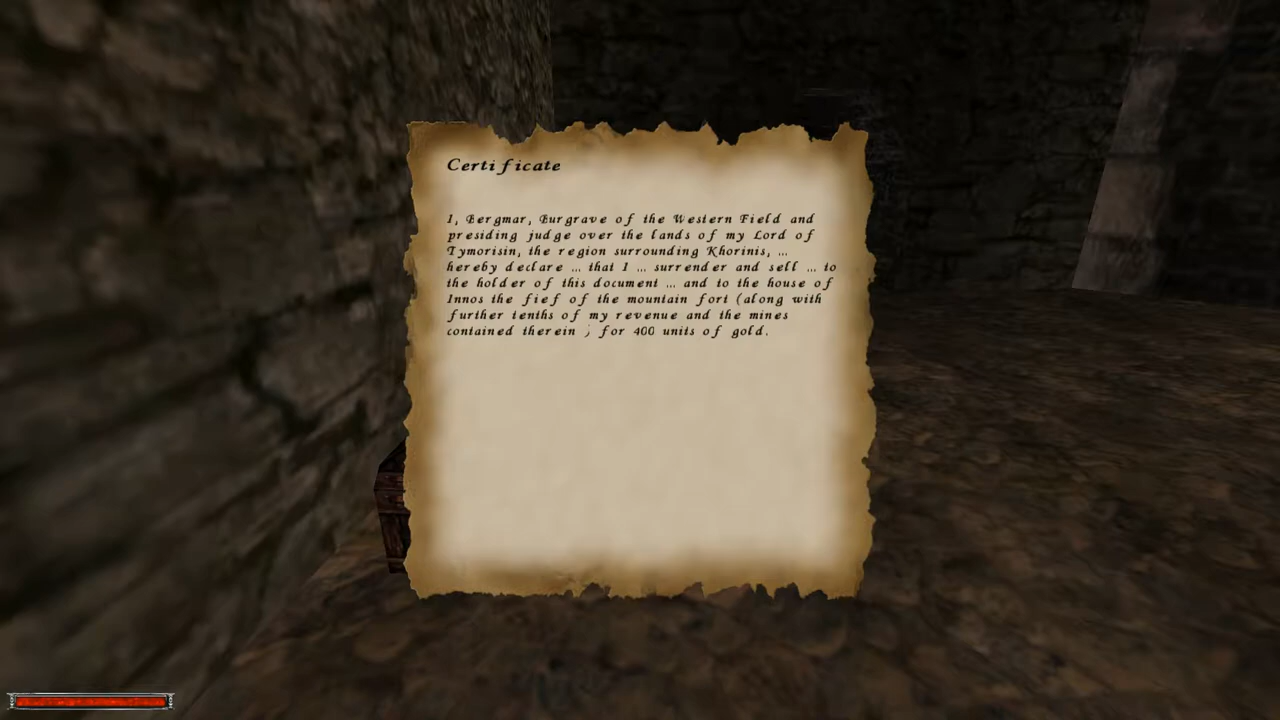 Certificate
I, Bergmar, Burgrave of the Western Field and
presiding judge over the lands of my Lord of
Tymorisin, the region surrounding Khorinis, ...
hereby declare ... that I ... surrender and sell ... to
the holder of this document ... and to the house of
Innos the fief of the mountain fort (along with
further tenths of my revenue and the mines
contained therein ) for 400 units of gold.